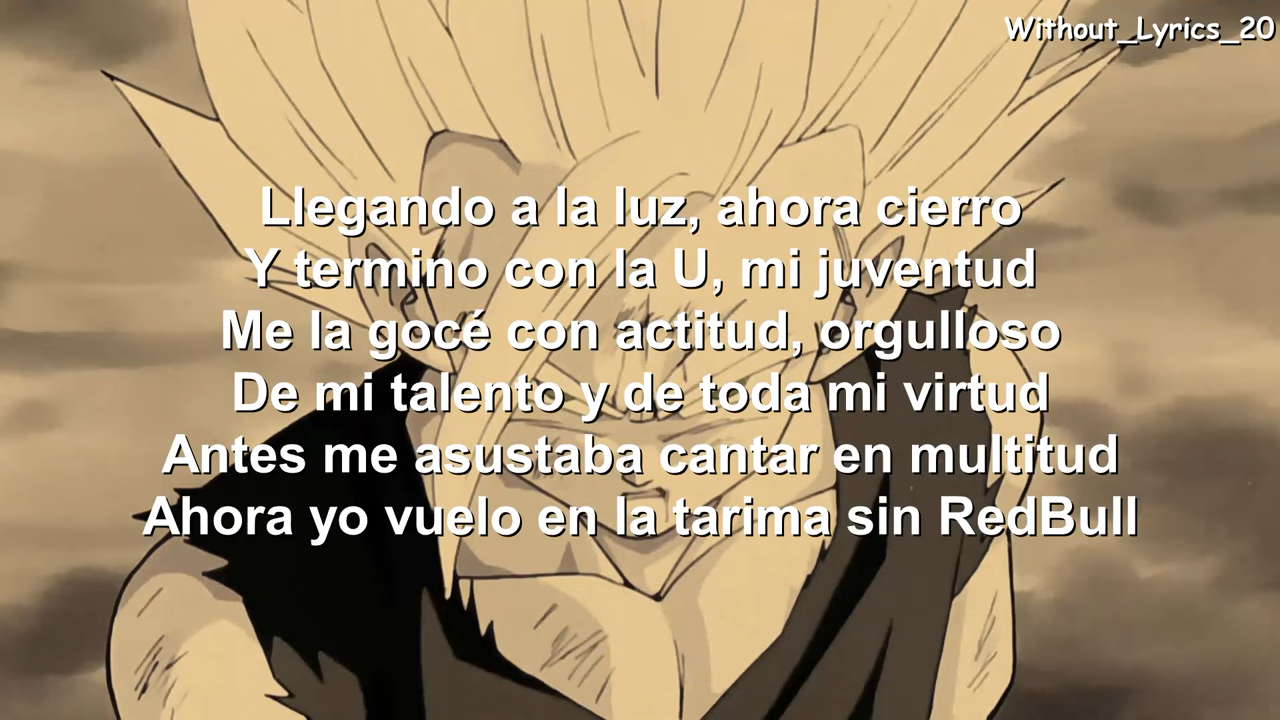 Without_Lyrics_20
Llegando a la luz, ahora cierro
Y termino con la U, mi juventud
Me la gocé con actitud, orgulloso
De mi talento y de toda mi virtud
Antes me asustaba cantar en multitud
Ahora yo vuelo en la tarima sin RedBull